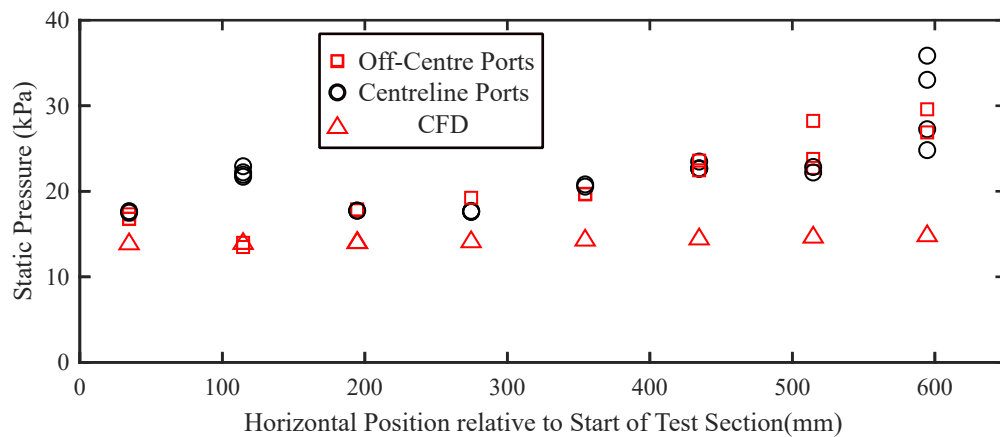 40
30
20
10
0
Static Pressure (kPa)
Off-Centre Ports
Centreline Ports
CFD
0
100
200
300
400
500
600
Horizontal Position relative to Start of Test Section(mm)